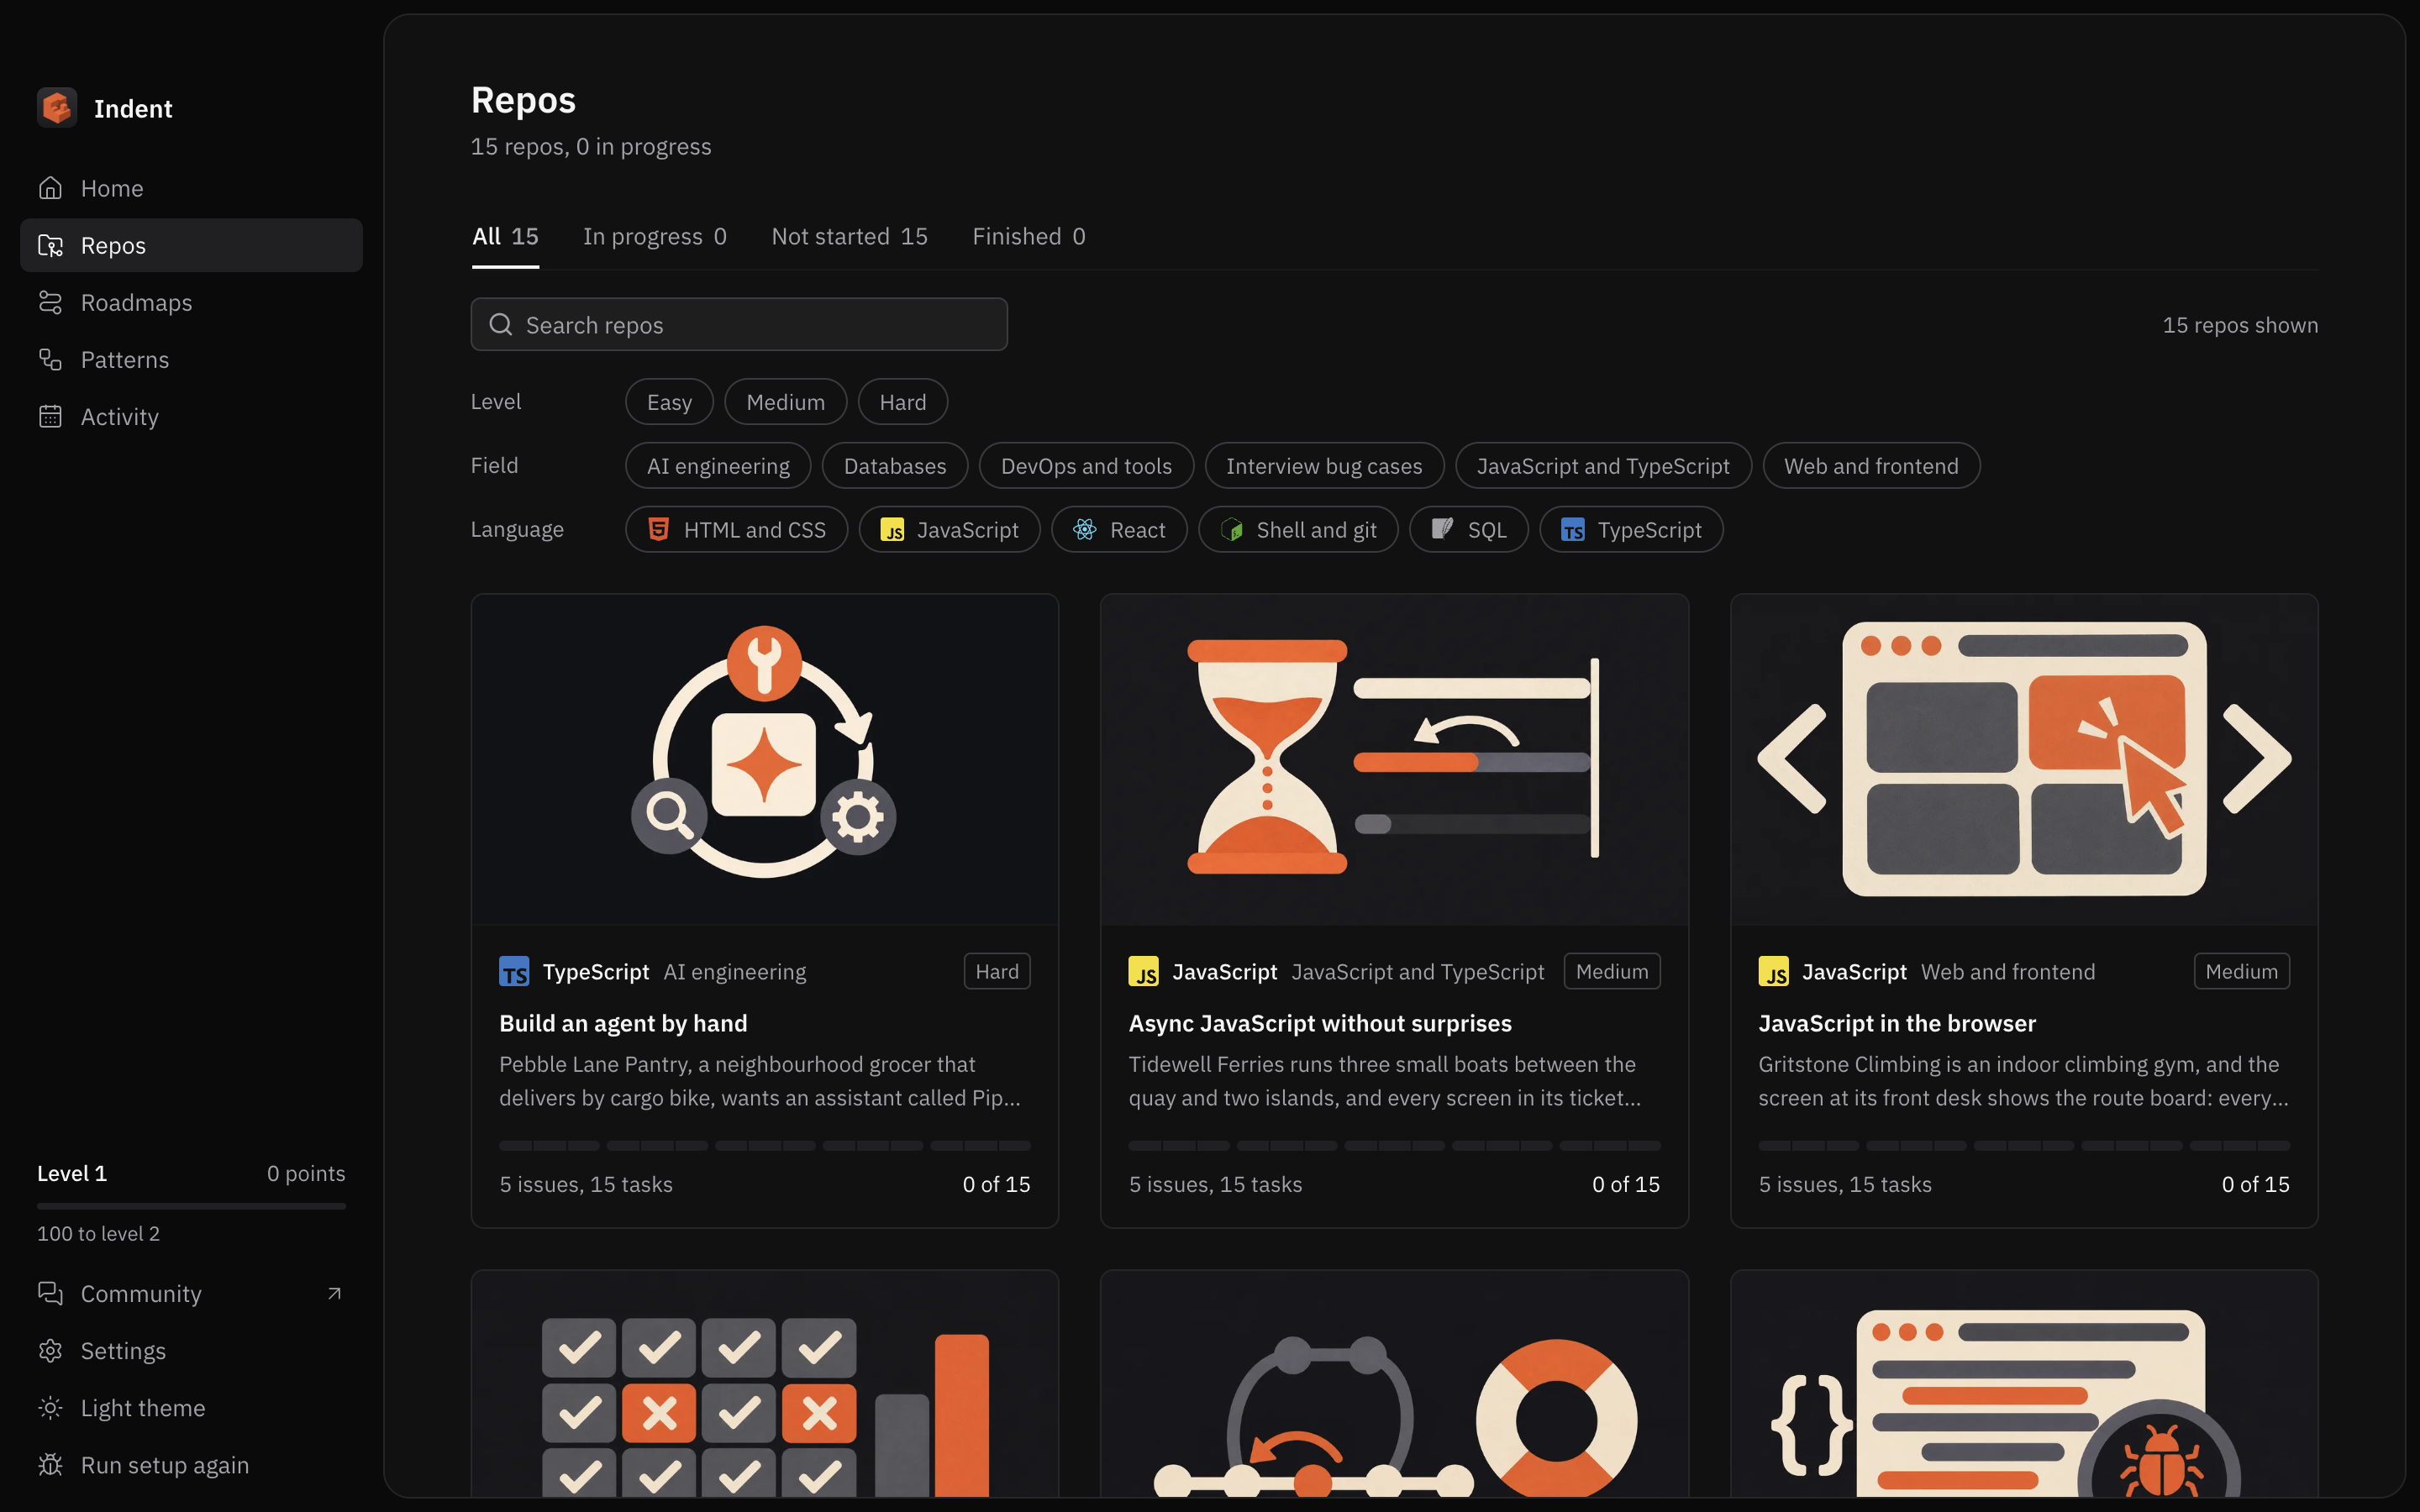 Indent
Home
Repos
Roadmaps
Patterns
Activity
Level 1 0 points
100 to level 2
Community
Settings
Light theme
Run setup again
Repos
15 repos, 0 in progress
All 15 In progress 0 Not started 15 Finished 0
Search repos
15 repos shown
Level Easy Medium Hard
Field AI engineering Databases DevOps and tools Interview bug cases JavaScript and TypeScript Web and frontend
Language HTML and CSS JavaScript React Shell and git SQL TypeScript
TypeScript AI engineering Hard
Build an agent by hand
Pebble Lane Pantry, a neighbourhood grocer that
delivers by cargo bike, wants an assistant called Pip...
5 issues, 15 tasks 0 of 15
JavaScript JavaScript and TypeScript Medium
Async JavaScript without surprises
Tidewell Ferries runs three small boats between the
quay and two islands, and every screen in its ticket...
5 issues, 15 tasks 0 of 15
JavaScript Web and frontend Medium
JavaScript in the browser
Gritstone Climbing is an indoor climbing gym, and the
screen at its front desk shows the route board: every...
5 issues, 15 tasks 0 of 15